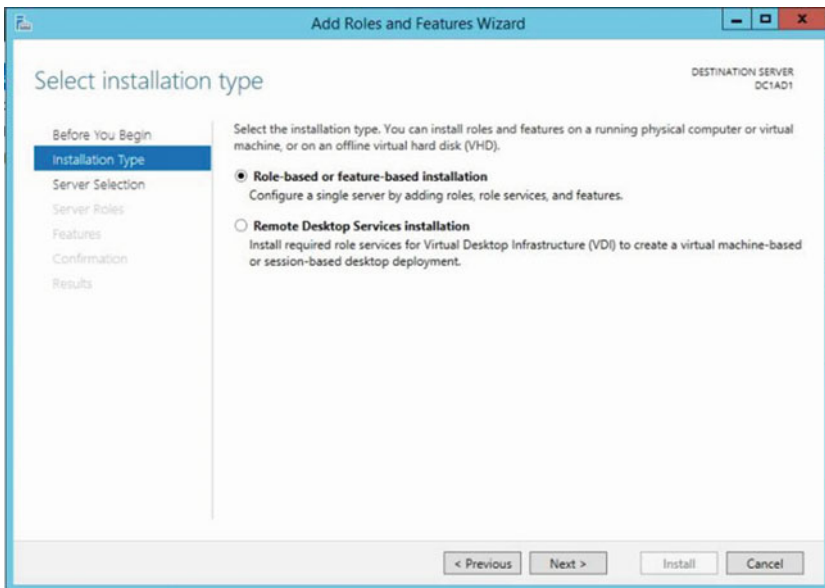 Add Roles and Features Wizard
Select installation type
DESTINATION SERVER
DC1AD1
Before You Begin
Installation Type
Server Selection
Server Roles
Features
Confirmation
Results
Select the installation type. You can install roles and features on a running physical computer or virtual
machine, or on an offline virtual hard disk (VHD).
Role-based or feature-based installation
Configure a single server by adding roles, role services, and features.
Remote Desktop Services installation
Install required role services for Virtual Desktop Infrastructure (VDI) to create a virtual machine-based
or session-based desktop deployment.
< Previous
Next >
Install
Cancel